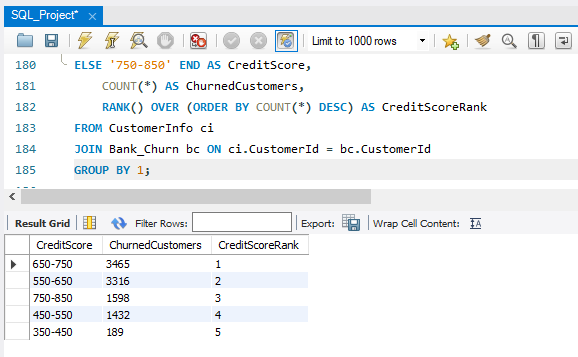 SQL_Project*
Limit to 1000 rows
180 ELSE '750-850' END AS CreditScore,
181 COUNT(*) AS ChurnedCustomers,
182 RANK() OVER (ORDER BY COUNT(*) DESC) AS CreditScoreRank
183 FROM CustomerInfo ci
184 JOIN Bank_Churn bc ON ci.CustomerId = bc.CustomerId
185 GROUP BY 1;
Result Grid Filter Rows: Export: Wrap Cell Content:
CreditScore ChurnedCustomers CreditScoreRank
650-750 3465 1
550-650 3316 2
750-850 1598 3
450-550 1432 4
350-450 189 5